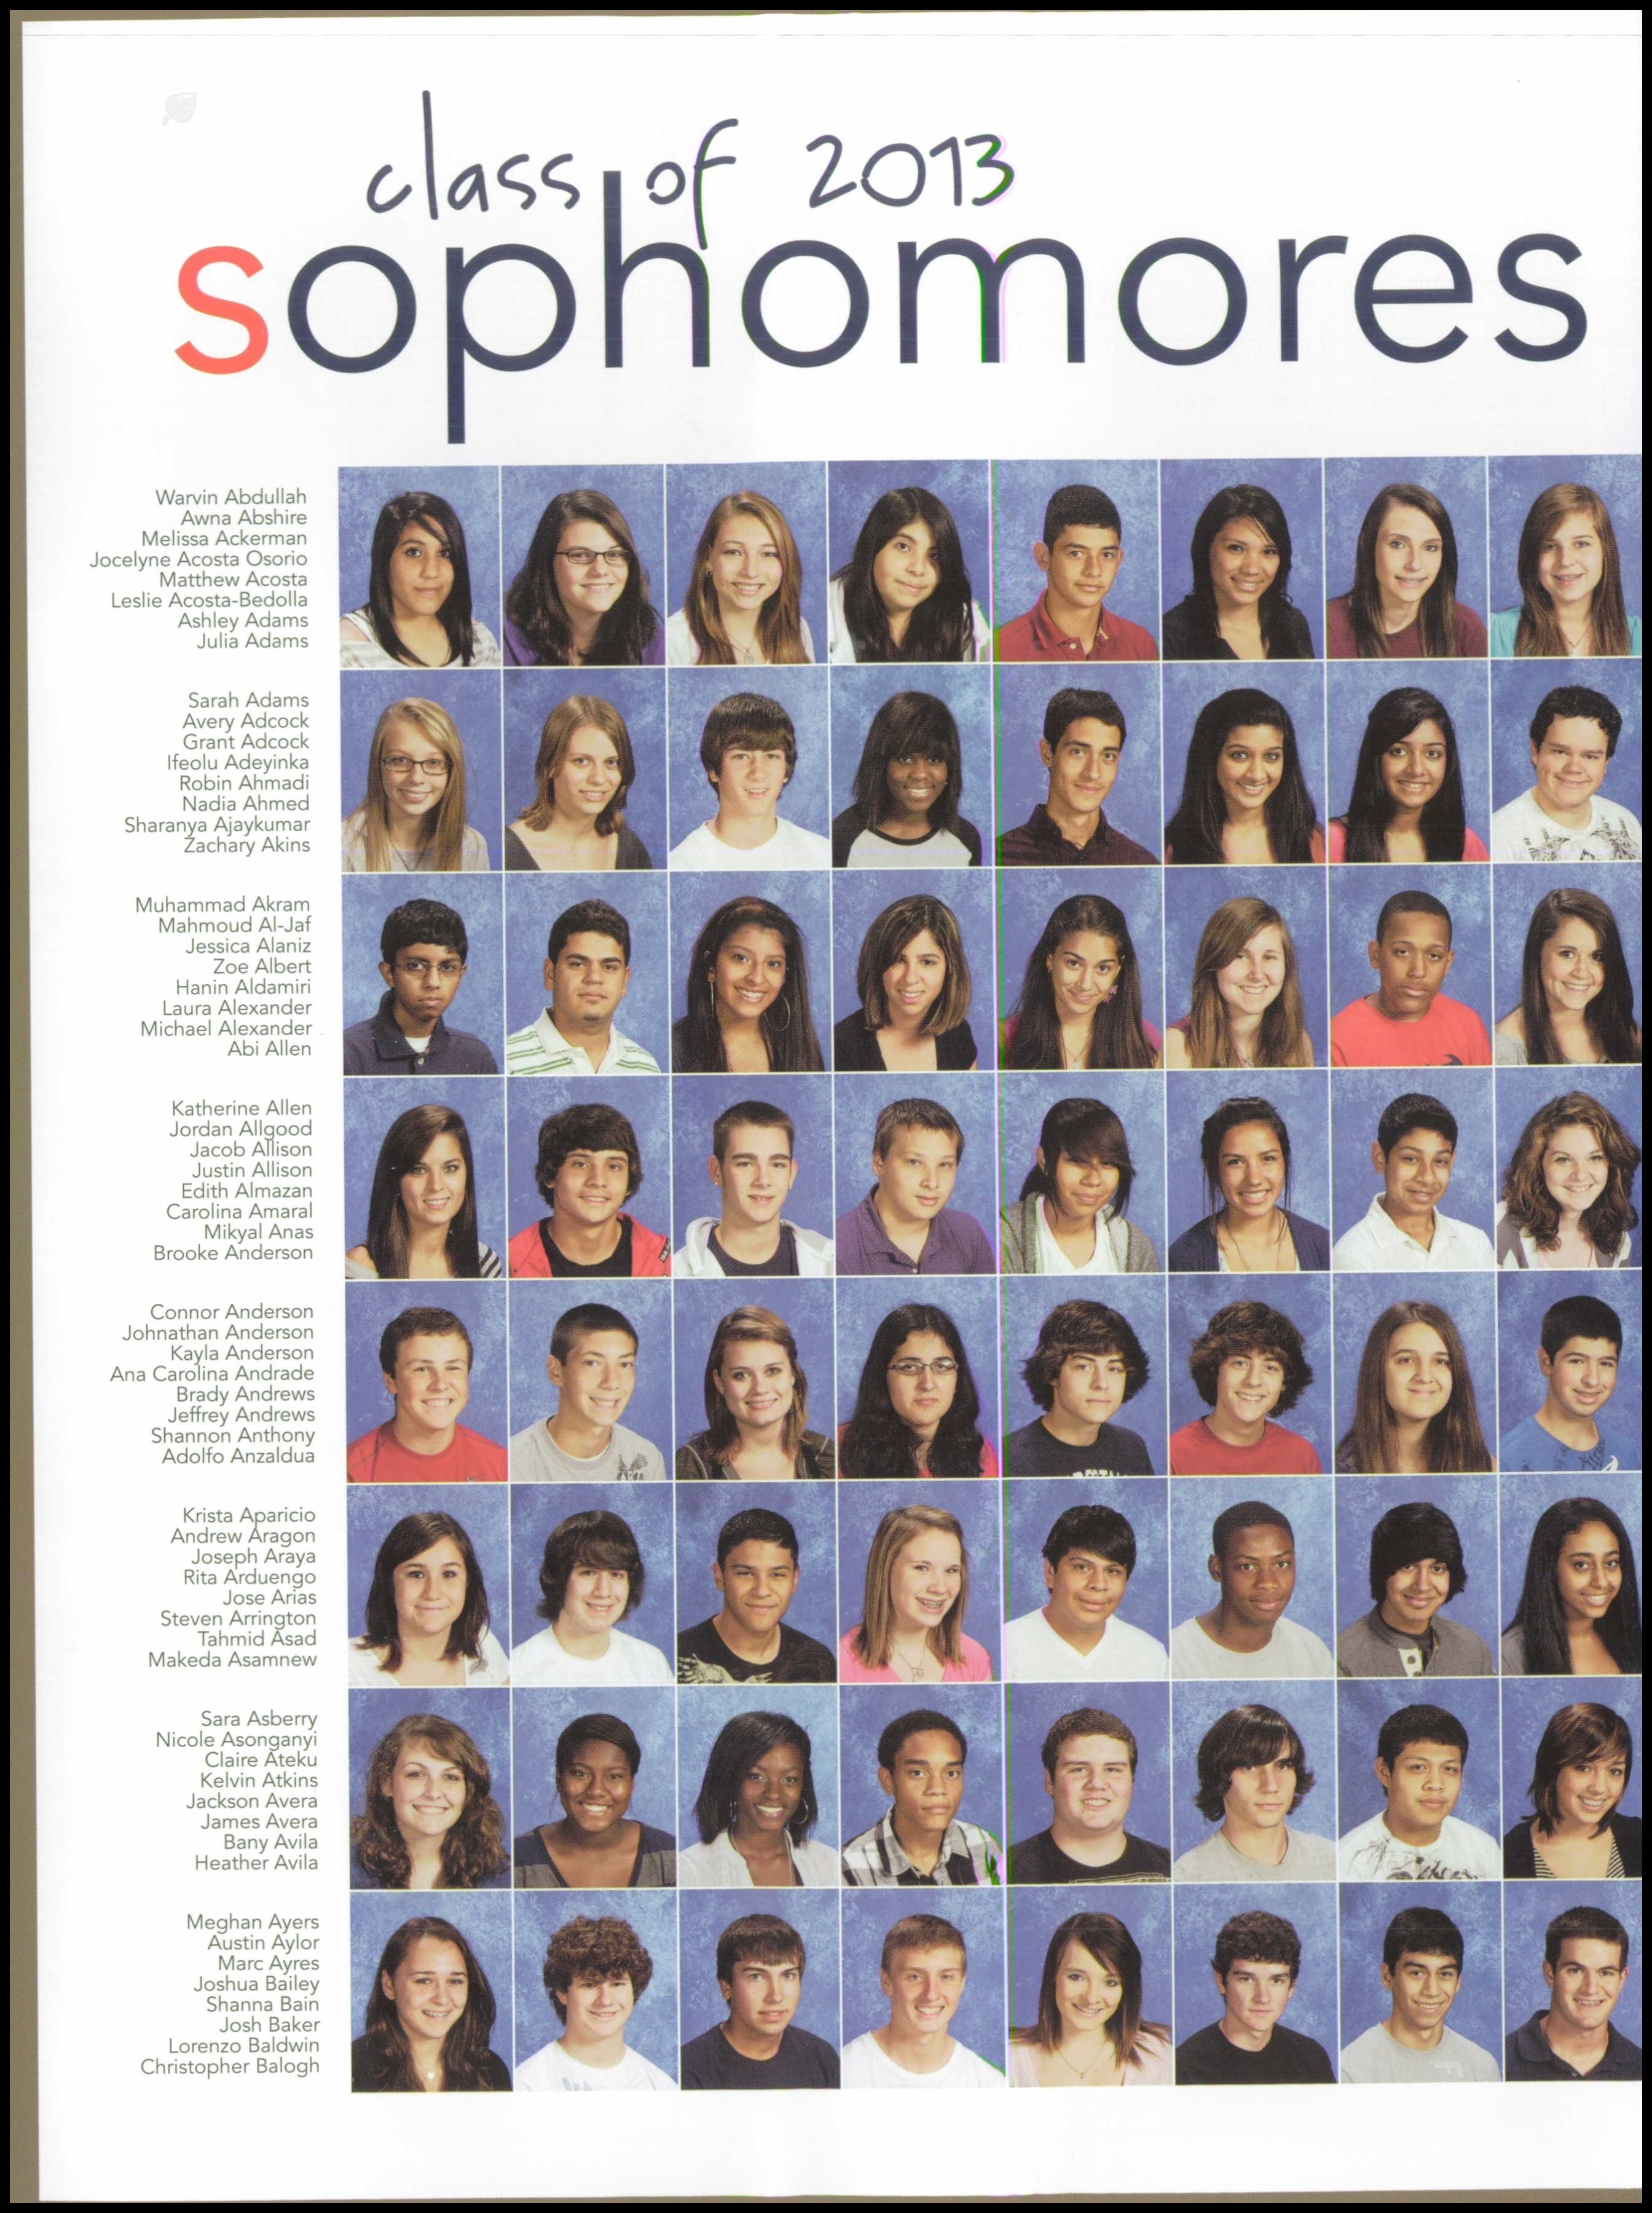 class of 2013
sophomores
Warvin Abdullah
Awna Abshire
Melissa Ackerman
Jocelyne Acosta Osorio
Matthew Acosta
Leslie Acosta-Bedolla
Ashley Adams
Julia Adams
Sarah Adams
Avery Adcock
Grant Adcock
Ifeolu Adeyinka
Robin Ahmadi
Nadia Ahmed
Sharanya Ajaykumar
Zachary Akins
Muhammad Akram
Mahmoud Al-Jaf
Jessica Alaniz
Zoe Albert
Hanin Aldamiri
Laura Alexander
Michael Alexander
Abi Allen
Katherine Allen
Jordan Allgood
Jacob Allison
Justin Allison
Edith Almazan
Carolina Amaral
Mikyal Anas
Brooke Anderson
Connor Anderson
Johnathan Anderson
Kayla Anderson
Ana Carolina Andrade
Brady Andrews
Jeffrey Andrews
Shannon Anthony
Adolfo Anzaldua
Krista Aparicio
Andrew Aragon
Joseph Araya
Rita Arduengo
Jose Arias
Steven Arrington
Tahmid Asad
Makeda Asamnew
Sara Asberry
Nicole Asonganyi
Claire Ateku
Kelvin Atkins
Jackson Avera
James Avera
Bany Avila
Heather Avila
Meghan Ayers
Austin Aylor
Marc Ayres
Joshua Bailey
Shanna Bain
Josh Baker
Lorenzo Baldwin
Christopher Balogh